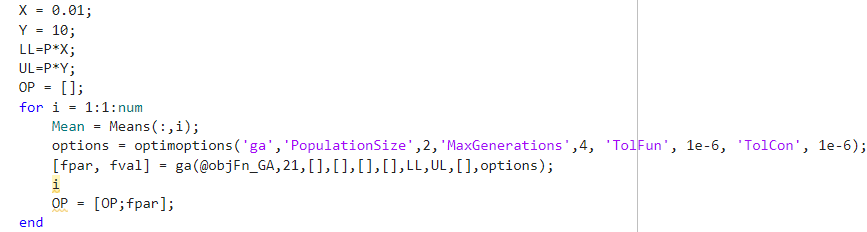 X = 0.01;
Y = 10;
LL=P*X;
UL=P*Y;
OP = [];
for i = 1:1:num
Mean = Means(:,i);
options = optimoptions('ga','PopulationSize',2,'MaxGenerations',4, 'TolFun', 1e-6, 'TolCon', 1e-6);
[fpar, fval] = ga(@objFn_GA,21,[],[],[],[],LL,UL,[],options);
i
OP = [OP;fpar];
end